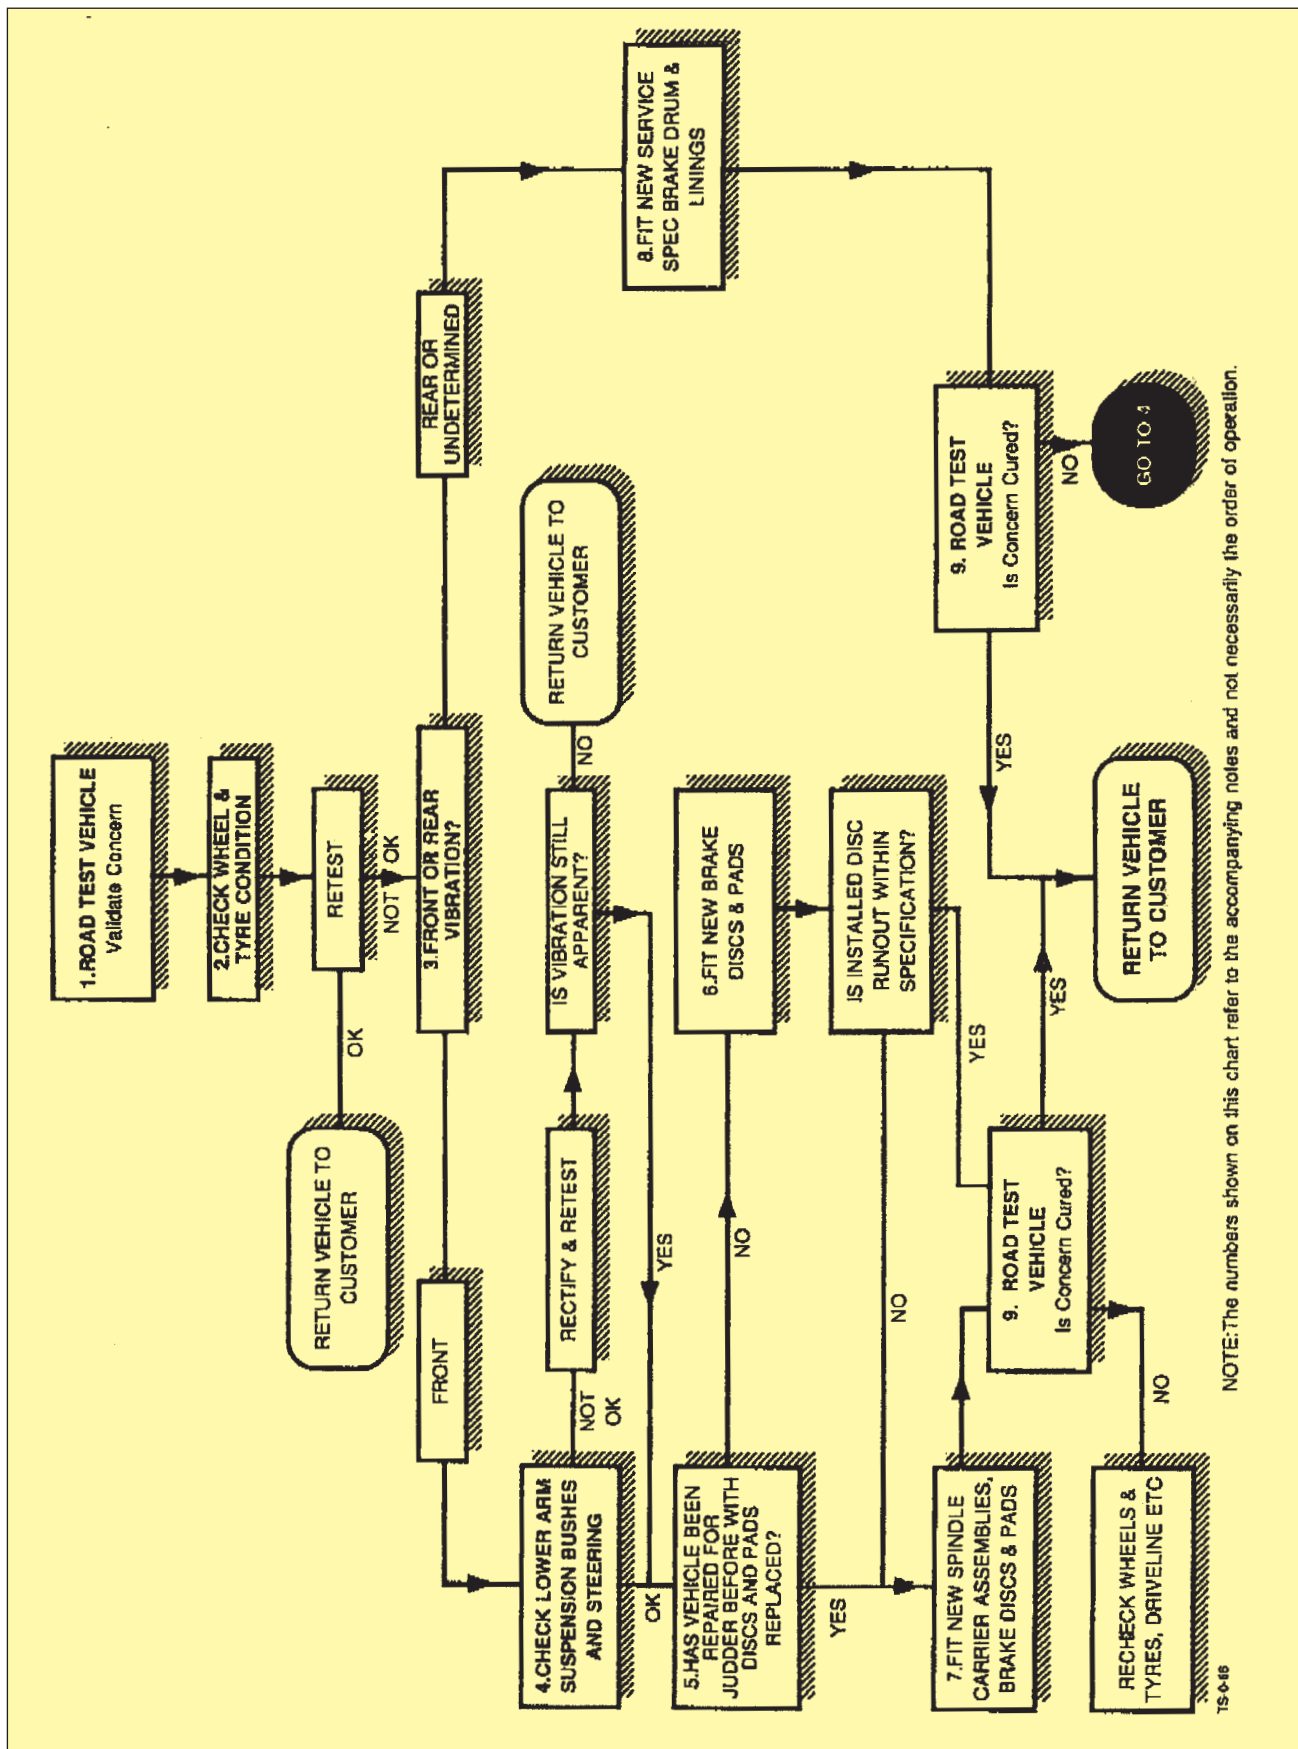 1.ROAD TEST VEHICLE
Validate Concern
2.CHECK WHEEL &
TYRE CONDITION
RETEST
OK
RETURN VEHICLE TO
CUSTOMER
NOT OK
3.FRONT OR REAR
VIBRATION?
FRONT
REAR OR
UNDETERMINED
4.CHECK LOWER ARM
SUSPENSION BUSHES
AND STEERING
NOT
OK
RECTIFY & RETEST
IS VIBRATION STILL
APPARENT?
NO
RETURN VEHICLE TO
CUSTOMER
YES
OK
5.HAS VEHICLE BEEN
REPAIRED FOR
JUDDER BEFORE WITH
DISCS AND PADS
REPLACED?
NO
6.FIT NEW BRAKE
DISCS & PADS
8.FIT NEW SERVICE
SPEC BRAKE DRUM &
LININGS
YES
IS INSTALLED DISC
RUNOUT WITHIN
SPECIFICATION?
NO
YES
7.FIT NEW SPINDLE
CARRIER ASSEMBLIES,
BRAKE DISCS & PADS
9. ROAD TEST
VEHICLE
Is Concern Cured?
YES
9. ROAD TEST
VEHICLE
Is Concern Cured?
YES
NO
GO TO 4
NO
RECHECK WHEELS &
TYRES, DRIVELINE ETC
RETURN VEHICLE
TO CUSTOMER
TS-0-66
NOTE:The numbers shown on this chart refer to the accompanying notes and not necessarily the order of operation.